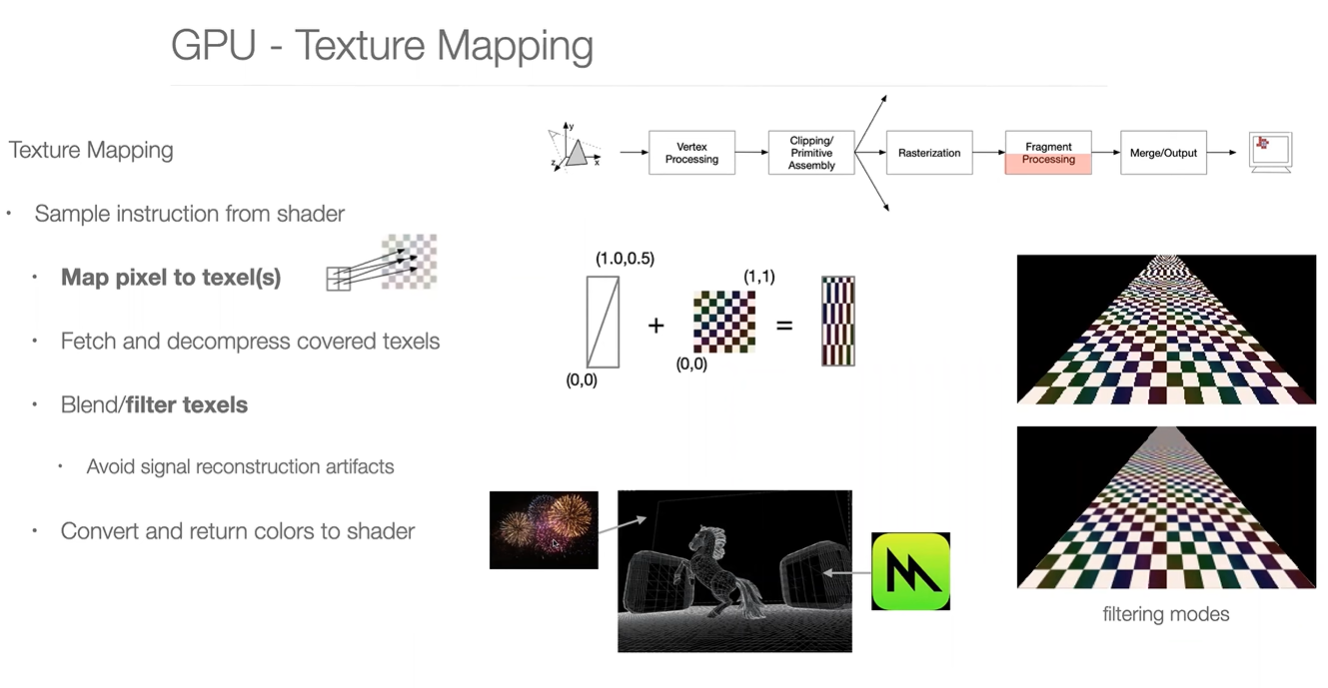 GPU - Texture Mapping
Texture Mapping
• Sample instruction from shader
• Map pixel to texel(s)
• Fetch and decompress covered texels
• Blend/filter texels
• Avoid signal reconstruction artifacts
• Convert and return colors to shader
y
z
x
Vertex
Processing
Clipping/
Primitive
Assembly
Rasterization
Fragment
Processing
Merge/Output
(1.0,0.5)
(0,0)
+
(1,1)
(0,0)
=
filtering modes